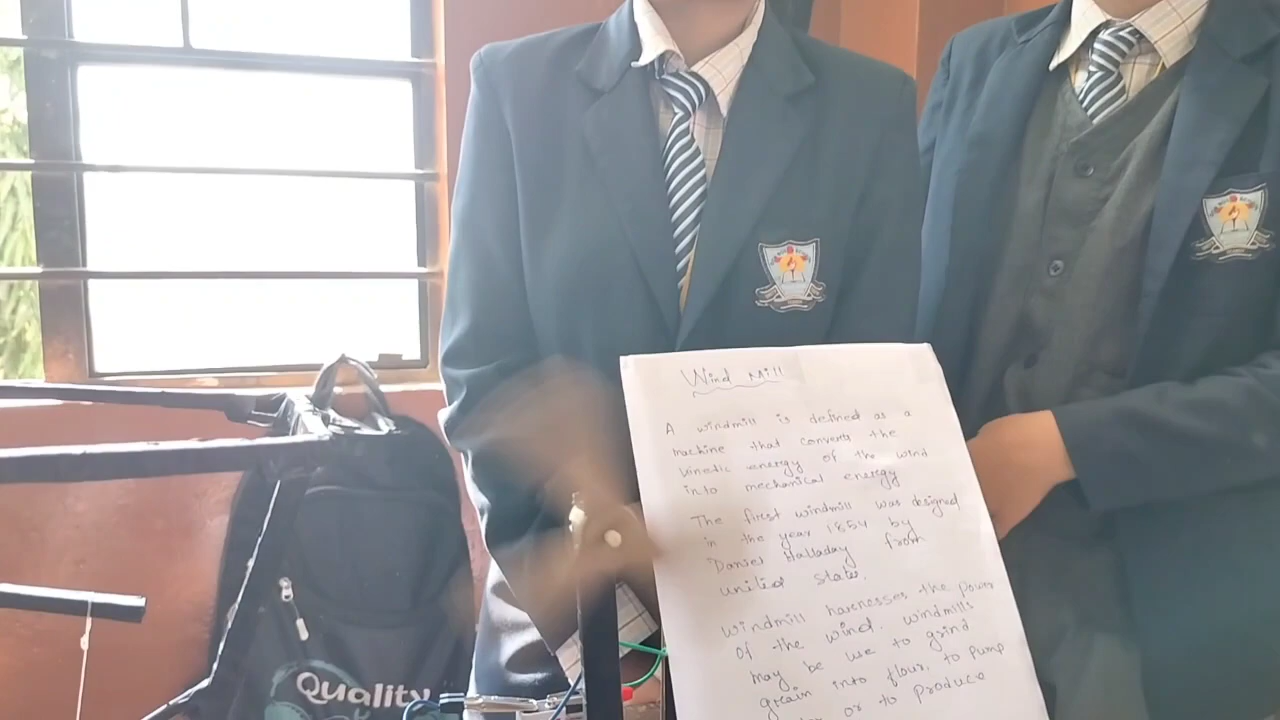 Wind Mill
A windmill is defined as a
machine that converts the
kinetic energy of the wind
into mechanical energy
The first windmill was designed
in the year 1854 by
Daniel Halladay from
united states.
windmill harnesses the power
of the wind. windmills
may be use to grind
grain into flour, to pump
or to produce
Quality